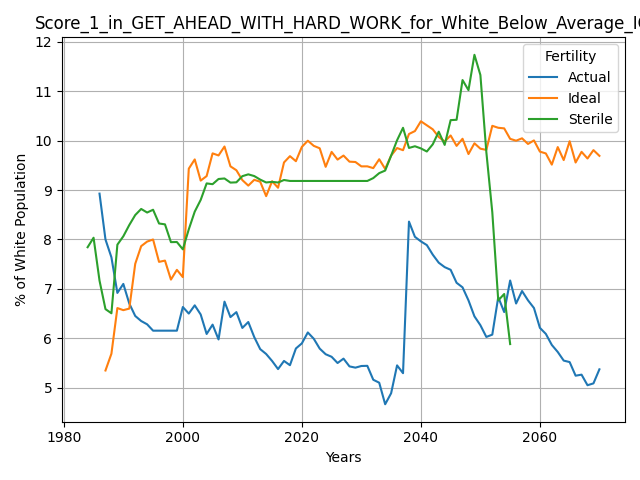 Score_1_in_GET_AHEAD_WITH_HARD_WORK_for_White_Below_Average_IC
12
11
10
9
8
7
6
5
% of White Population
Fertility
Actual
Ideal
Sterile
1980
2000
2020
2040
2060
Years